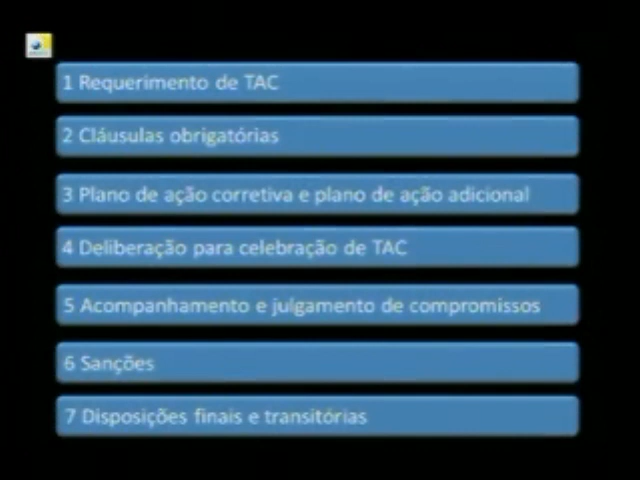 1 Requerimento de TAC
2 Cláusulas obrigatórias
3 Plano de ação corretiva e plano de ação adicional
4 Deliberação para celebração de TAC
5 Acompanhamento e julgamento de compromissos
6 Sanções
7 Disposições finais e transitórias